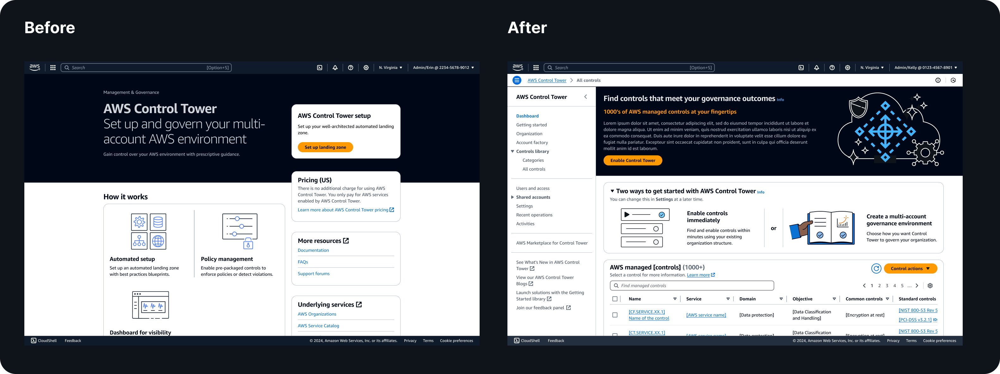 Before
After
aws
Search
[Option+S]
N. Virginia
Admin/Erin @ 2234-5678-9012
Management & Governance
AWS Control Tower
Set up and govern your multi-
account AWS environment
Gain control over your AWS environment with prescriptive guidance.
AWS Control Tower setup
Set up your well-architected automated landing
zone.
Set up landing zone
Pricing (US)
There is no additional charge for using AWS
Control Tower. You only pay for AWS services
enabled by AWS Control Tower.
Learn more about AWS Control Tower pricing
How it works
Automated setup
Set up an automated landing zone
with best practices blueprints.
Policy management
Enable pre-packaged controls to
enforce policies or detect violations.
Dashboard for visibility
More resources
Documentation
FAQs
Support forums
Underlying services
AWS Organizations
AWS Service Catalog
CloudShell
Feedback
© 2024, Amazon Web Services, Inc. or its affiliates.
Privacy
Terms
Cookie preferences
aws
Search
[Option+S]
N. Virginia
Admin/Kelly @ 0123-4567-8901
AWS Control Tower
All controls
AWS Control Tower
Dashboard
Getting started
Organization
Account factory
Controls library
Categories
All controls
Users and access
Shared accounts
Settings
Recent operations
Activities
AWS Marketplace for Control Tower
See What's New in AWS Control
Tower
View our AWS Control Tower
Blogs
Launch solutions with the Getting
Started library
Join our feedback panel
Find controls that meet your governance outcomes Info
1000's of AWS managed controls at your fingertips
Lorem ipsum dolor sit amet, consectetur adipiscing elit, sed do eiusmod tempor incididunt ut labore et
dolore magna aliqua. Ut enim ad minim veniam, quis nostrud exercitation ullamco laboris nisi ut aliquip ex
ea commodo consequat. Duis aute irure dolor in reprehenderit in voluptate velit esse cillum dolore eu
fugiat nulla pariatur. Excepteur sint occaecat cupidatat non proident, sunt in culpa qui officia deserunt
mollit anim id est laborum.
Enable Control Tower
Two ways to get started with AWS Control Tower Info
You can change this in Settings at a later time.
Enable controls
immediately
Find and enable controls within
minutes using your existing
organization structure.
or
Create a multi-account
governance environment
Choose how you want Control
Tower to govern your organization.
AWS managed [controls] (1000+)
Select a control for more information. Learn more
Control actions
Find managed controls
1 2 3 4 5 ...
Name
Service
Domain
Objective
Common controls
Standard controls
[CF.SERVICE.XX.1]
Name of the control
[AWS service name]
[Data protection]
[Data Classification
and Handling]
[Encryption at rest]
[NIST 800-53 Rev 5
[PCI-DSS v3.2.1] ID
[CT.SERVICE.XX.1]
[AWS service name]
[Data protection]
[Data Classification
[Encryption at rest]
[NIST 800-53 Rev 5
CloudShell
Feedback
© 2024, Amazon Web Services, Inc. or its affiliates.
Privacy
Terms
Cookie preferences